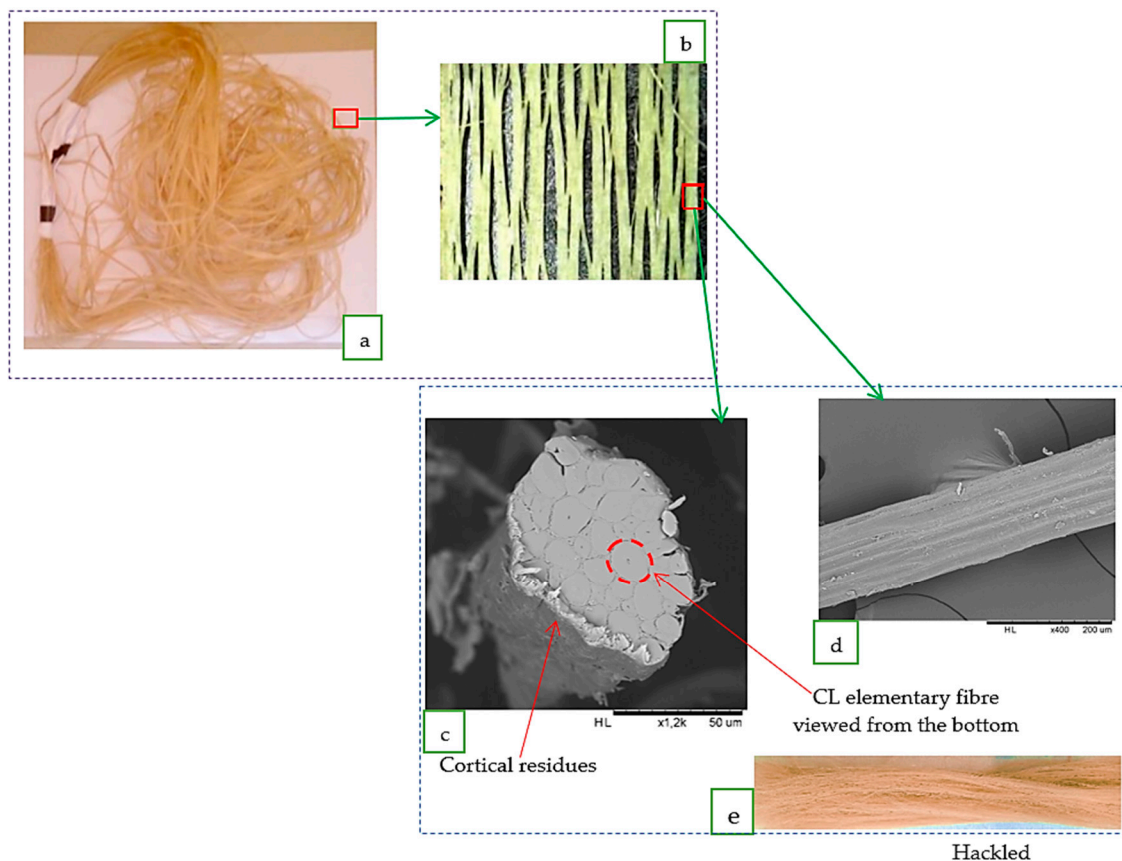 b
a
HL x400 200 um
d
CL elementary fibre
viewed from the bottom
HL x1,2k 50 um
c
Cortical residues
e
Hackled